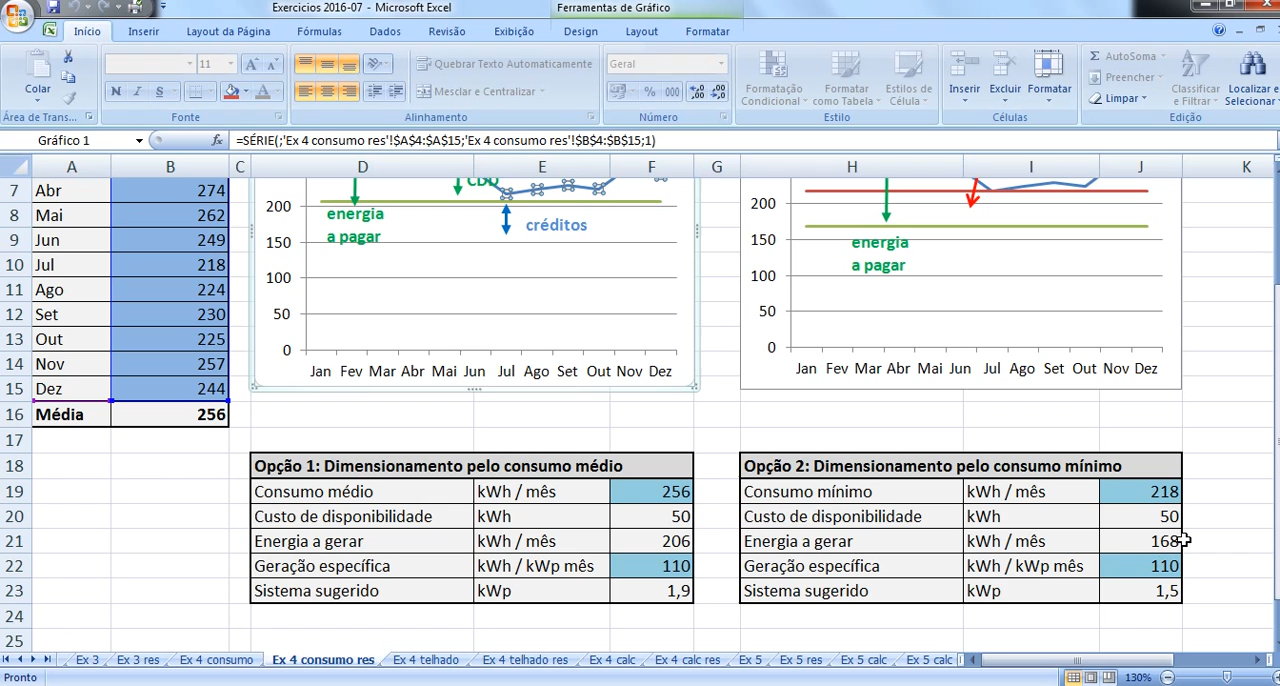 Exercicios 2016-07 - Microsoft Excel
Ferramentas de Gráfico
Início Inserir Layout da Página Fórmulas Dados Revisão Exibição Design Layout Formatar
Colar
11
Quebrar Texto Automaticamente
Geral
Mesclar e Centralizar
Formatação Condicional
Formatar como Tabela
Estilos de Célula
Inserir Excluir Formatar
AutoSoma
Preencher
Limpar
Classificar e Filtrar
Localizar e Selecionar
Área de Trans... Fonte Alinhamento Número Estilo Células Edição
Gráfico 1
=SÉRIE(;'Ex 4 consumo res'!$A$4:$A$15;'Ex 4 consumo res'!$B$4:$B$15;1)
A B C D E F G H I J K
7 Abr 274
8 Mai 262
9 Jun 249
10 Jul 218
11 Ago 224
12 Set 230
13 Out 225
14 Nov 257
15 Dez 244
16 Média 256
17
200
150
100
50
0
energia
a pagar
créditos
Jan Fev Mar Abr Mai Jun Jul Ago Set Out Nov Dez
200
150
100
50
0
energia
a pagar
Jan Fev Mar Abr Mai Jun Jul Ago Set Out Nov Dez
18 Opção 1: Dimensionamento pelo consumo médio Opção 2: Dimensionamento pelo consumo mínimo
19 Consumo médio kWh / mês 256 Consumo mínimo kWh / mês 218
20 Custo de disponibilidade kWh 50 Custo de disponibilidade kWh 50
21 Energia a gerar kWh / mês 206 Energia a gerar kWh / mês 168
22 Geração específica kWh / kWp mês 110 Geração específica kWh / kWp mês 110
23 Sistema sugerido kWp 1,9 Sistema sugerido kWp 1,5
24
25
Ex 3 Ex 3 res Ex 4 consumo Ex 4 consumo res Ex 4 telhado Ex 4 telhado res Ex 4 calc Ex 4 calc res Ex 5 Ex 5 res Ex 5 calc Ex 5 calc
Pronto
130%